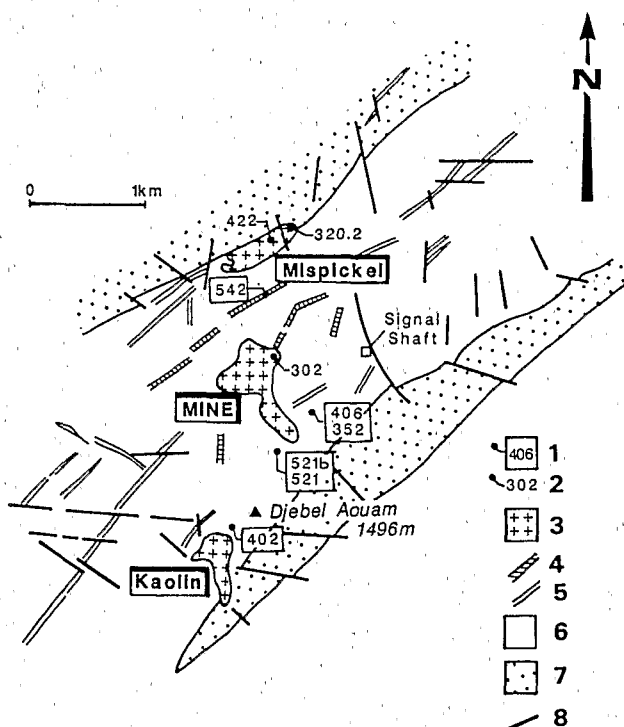 N
0 1km
422
320.2
Mispickel
542
Signal
Shaft
302
MINE
406
352
521b
521
Djebel Aouam
1496m
402
Kaolin
406 1
302 2
3
4
5
6
7
8